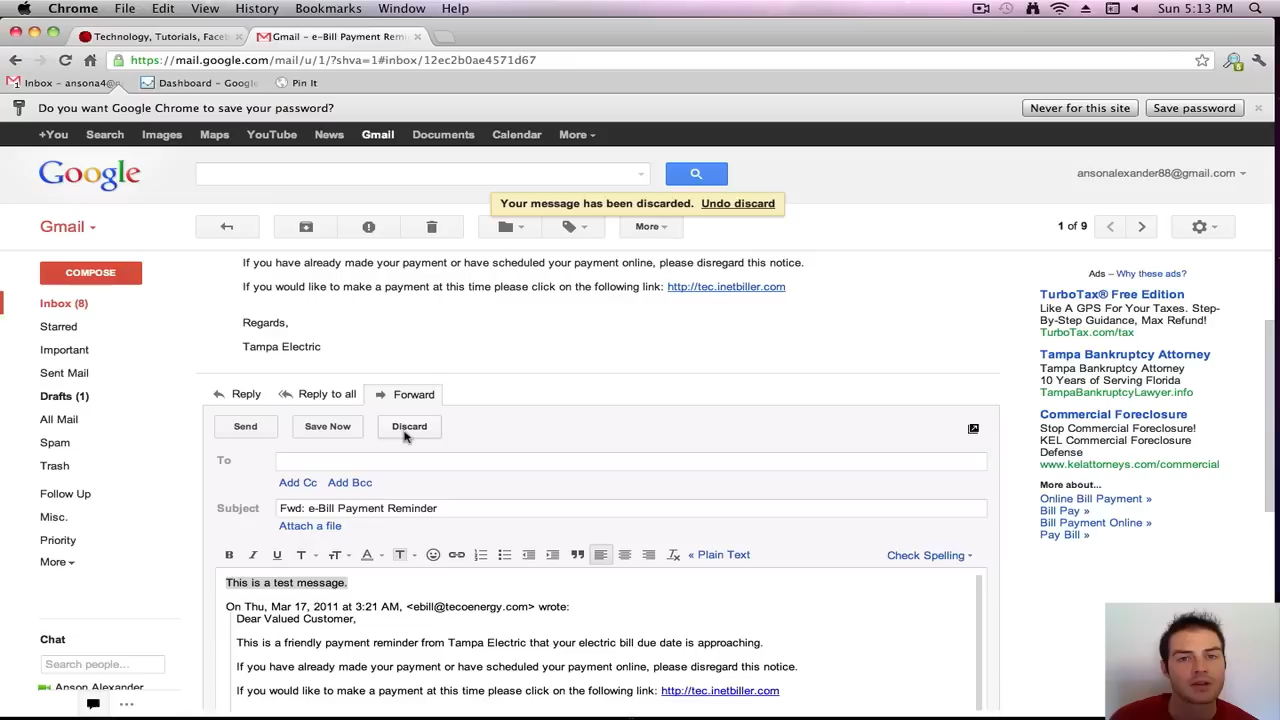 Chrome File Edit View History Bookmarks Window Help Sun 5:13 PM
Technology, Tutorials, Faceb Gmail – e-Bill Payment Remin
https://mail.google.com/mail/u/1/?shva=1#inbox/12ec2b0ae4571d67
Inbox - ansona4@ Dashboard - Google Pin It
Do you want Google Chrome to save your password? Never for this site Save password
+You Search Images Maps YouTube News Gmail Documents Calendar More
Google ansonalexander88@gmail.com
Your message has been discarded. Undo discard
Gmail More 1 of 9
If you have already made your payment or have scheduled your payment online, please disregard this notice.
If you would like to make a payment at this time please click on the following link: http://tec.inetbiller.com
Regards,
Tampa Electric
COMPOSE
Inbox (8)
Starred
Important
Sent Mail
Drafts (1)
All Mail
Spam
Trash
Follow Up
Misc.
Priority
More
Chat
Search people...
Anson Alexander
Reply Reply to all Forward
Send Save Now Discard
To
Add Cc Add Bcc
Subject Fwd: e-Bill Payment Reminder
Attach a file
B I U T T A T « Plain Text Check Spelling
This is a test message.
On Thu, Mar 17, 2011 at 3:21 AM, <ebill@tecoenergy.com> wrote:
Dear Valued Customer,
This is a friendly payment reminder from Tampa Electric that your electric bill due date is approaching.
If you have already made your payment or have scheduled your payment online, please disregard this notice.
If you would like to make a payment at this time please click on the following link: http://tec.inetbiller.com
Ads – Why these ads?
TurboTax® Free Edition
Like A GPS For Your Taxes. Step-
By-Step Guidance, Max Refund!
TurboTax.com/tax
Tampa Bankruptcy Attorney
Tampa Bankruptcy Attorney
10 Years of Serving Florida
TampaBankruptcyLawyer.info
Commercial Foreclosure
Stop Commercial Foreclosure!
KEL Commercial Foreclosure
Defense
www.kelattorneys.com/commercial
More about...
Online Bill Payment »
Bill Pay »
Bill Payment Online »
Pay Bill »